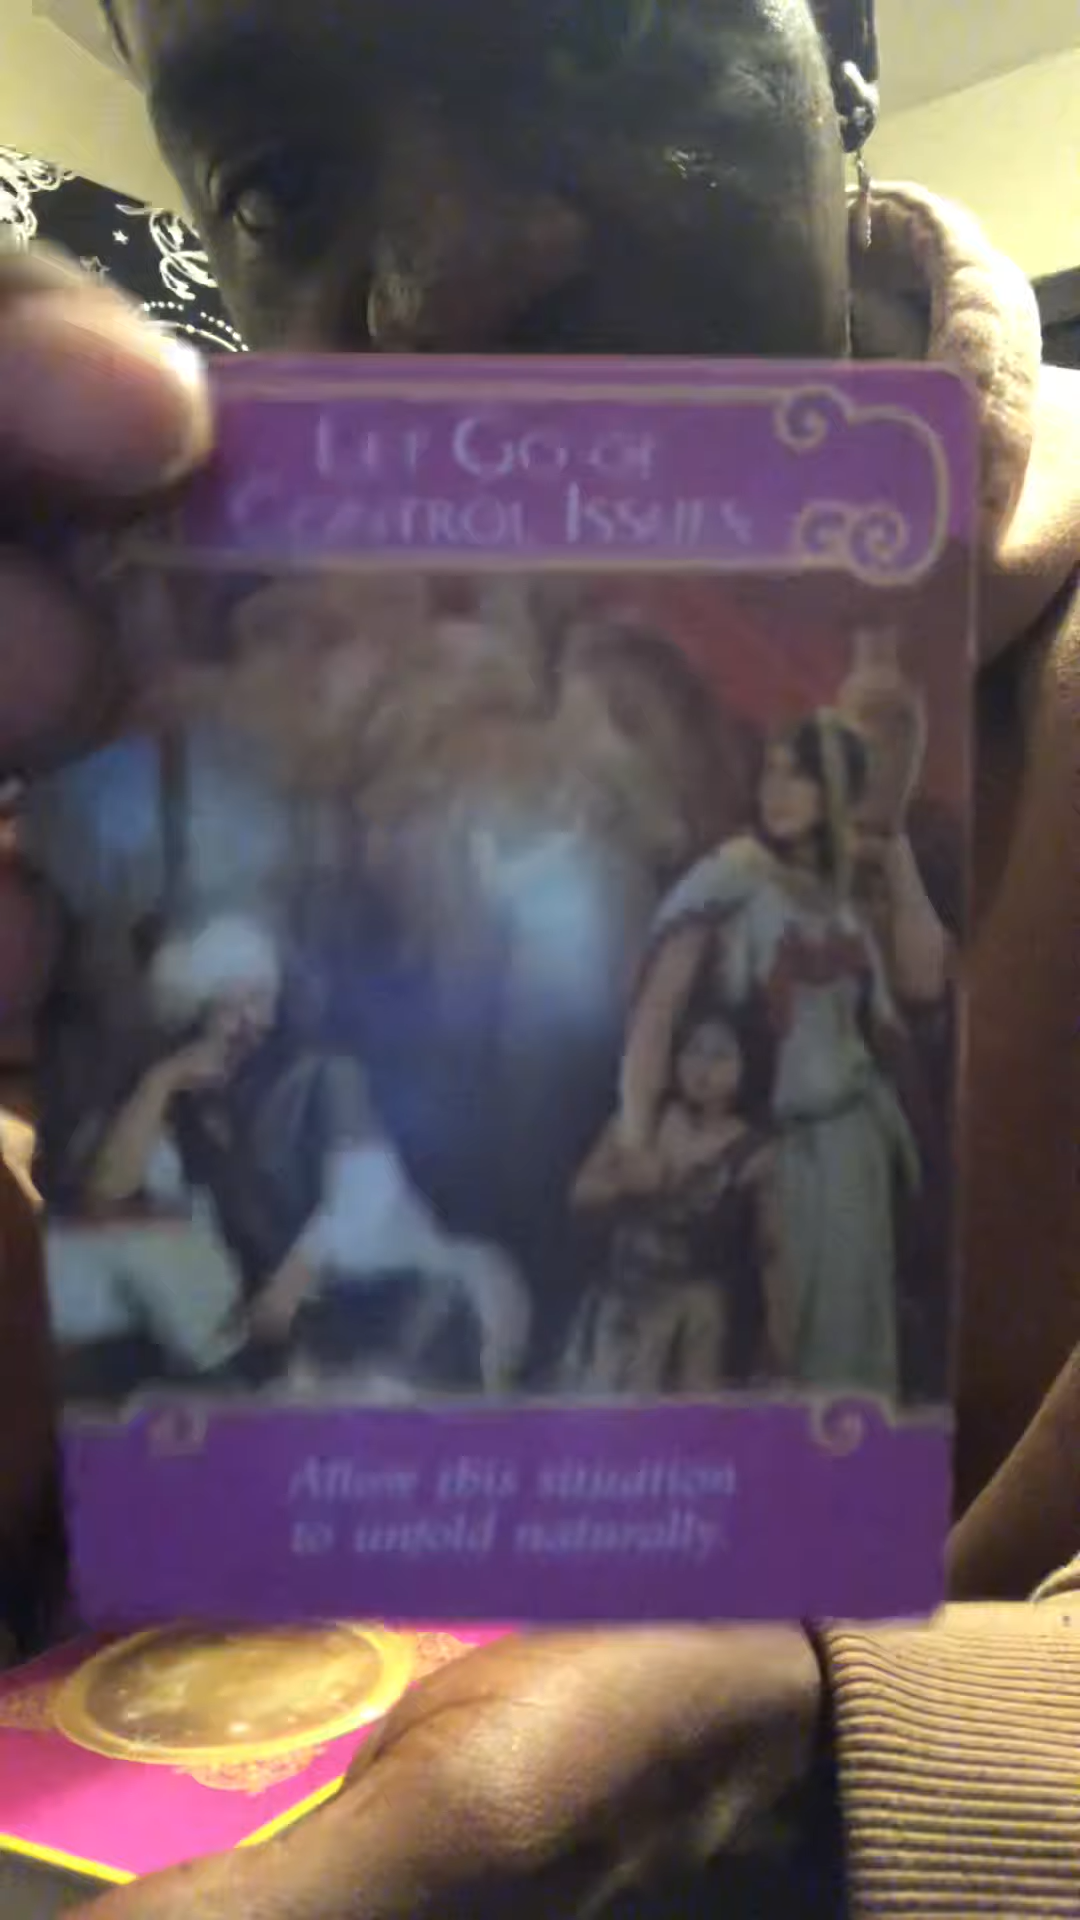 LET GO OF
CONTROL ISSUES
Allow this situation
to unfold naturally.